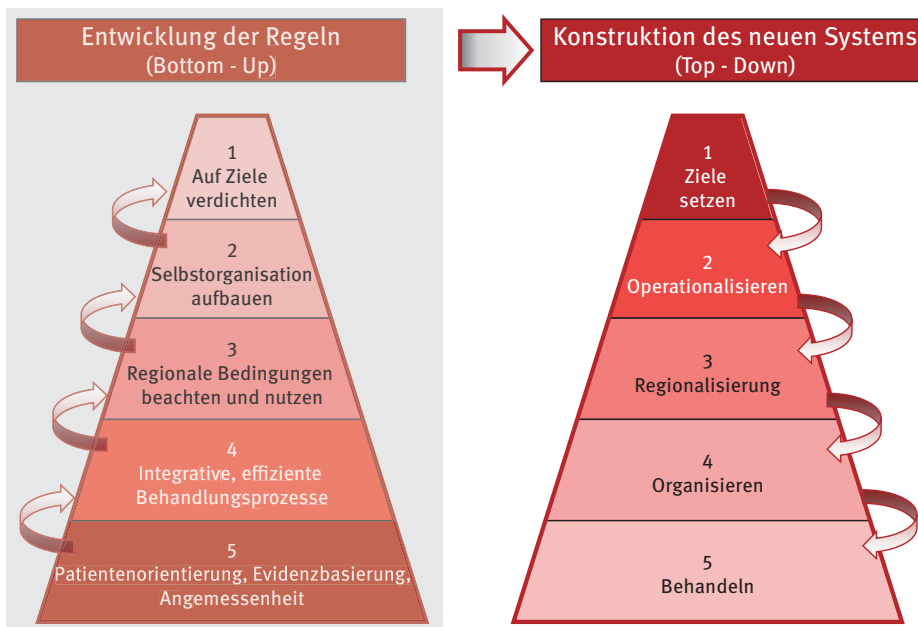 Entwicklung der Regeln
(Bottom - Up)
1
Auf Ziele
verdichten
2
Selbstorganisation
aufbauen
3
Regionale Bedingungen
beachten und nutzen
4
Integrative, effiziente
Behandlungsprozesse
5
Patientenorientierung, Evidenzbasierung,
Angemessenheit
Konstruktion des neuen Systems
(Top - Down)
1
Ziele
setzen
2
Operationalisieren
3
Regionalisierung
4
Organisieren
5
Behandeln